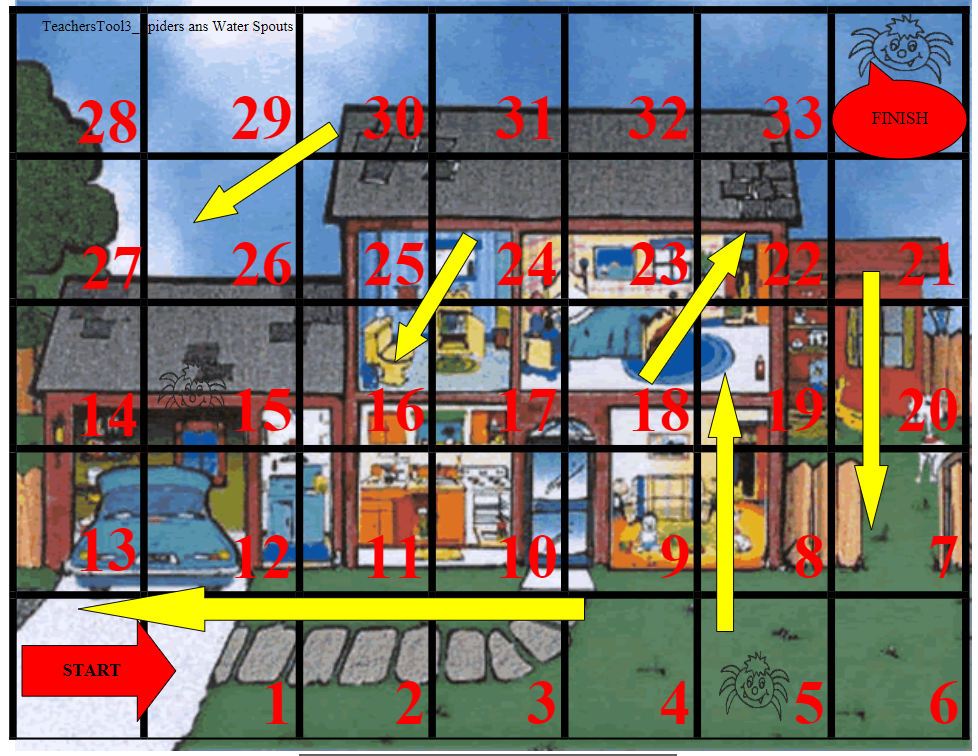 TeachersTool3_Spiders ans Water Spouts
28 29 30 31 32 33 FINISH
27 26 25 24 23 22 21
14 15 16 17 18 19 20
13 12 11 10 9 8 7
START 1 2 3 4 5 6